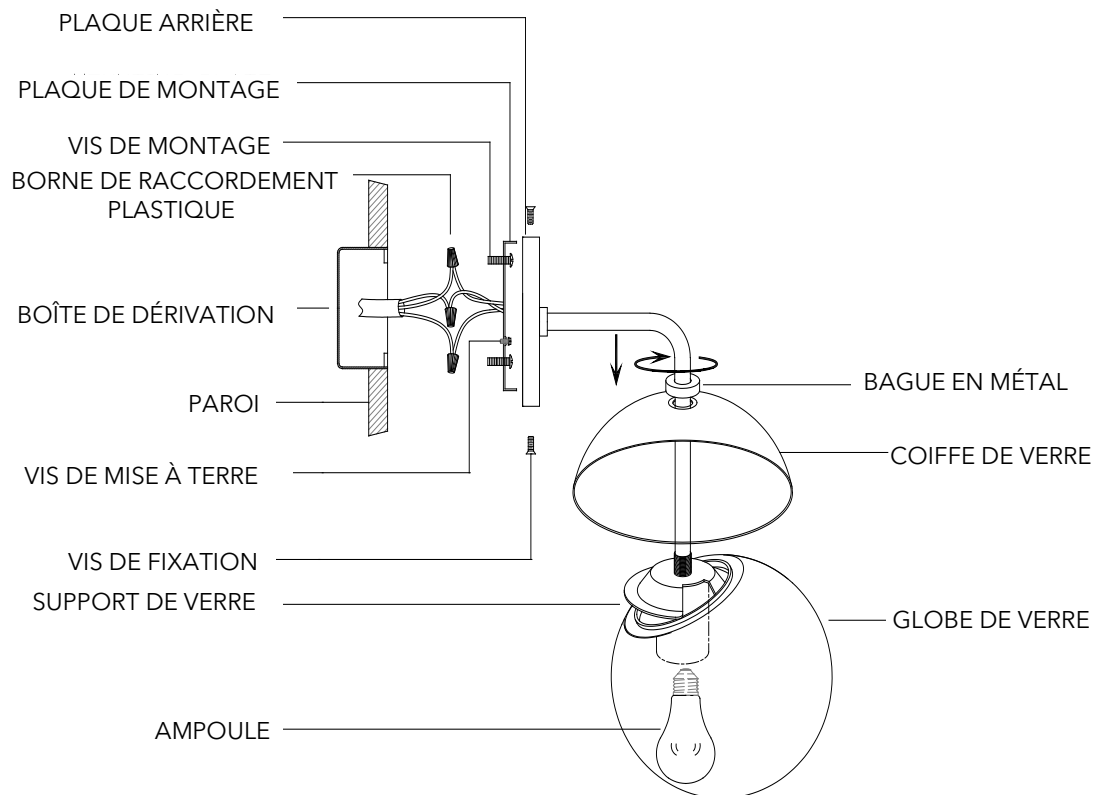 PLAQUE ARRIÈRE
PLAQUE DE MONTAGE
VIS DE MONTAGE
BORNE DE RACCORDEMENT
PLASTIQUE
BOÎTE DE DÉRIVATION
PAROI
VIS DE MISE À TERRE
VIS DE FIXATION
SUPPORT DE VERRE
AMPOULE
BAGUE EN MÉTAL
COIFFE DE VERRE
GLOBE DE VERRE